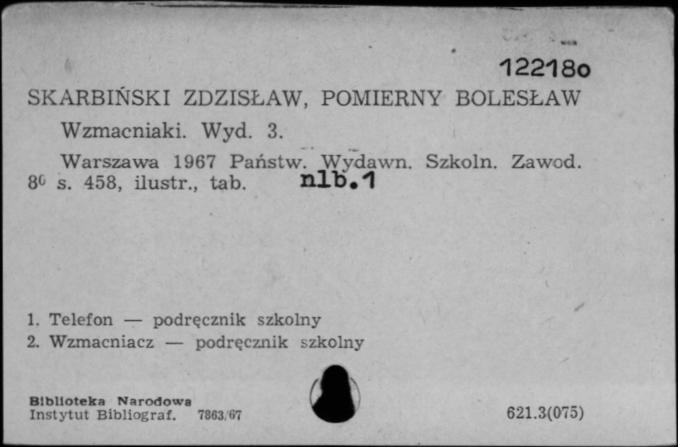 122180
SKARBIŃSKI ZDZISŁAW, POMIERNY BOLESŁAW
Wzmacniaki. Wyd. 3.
Warszawa 1967 Państw. Wydawn. Szkoln. Zawod.
8⁰ s. 458, ilustr., tab. nlb.1
1. Telefon — podręcznik szkolny
2. Wzmacniacz — podręcznik szkolny
Biblioteka Narodowa
Instytut Bibliograf. 7863/67 621.3(075)